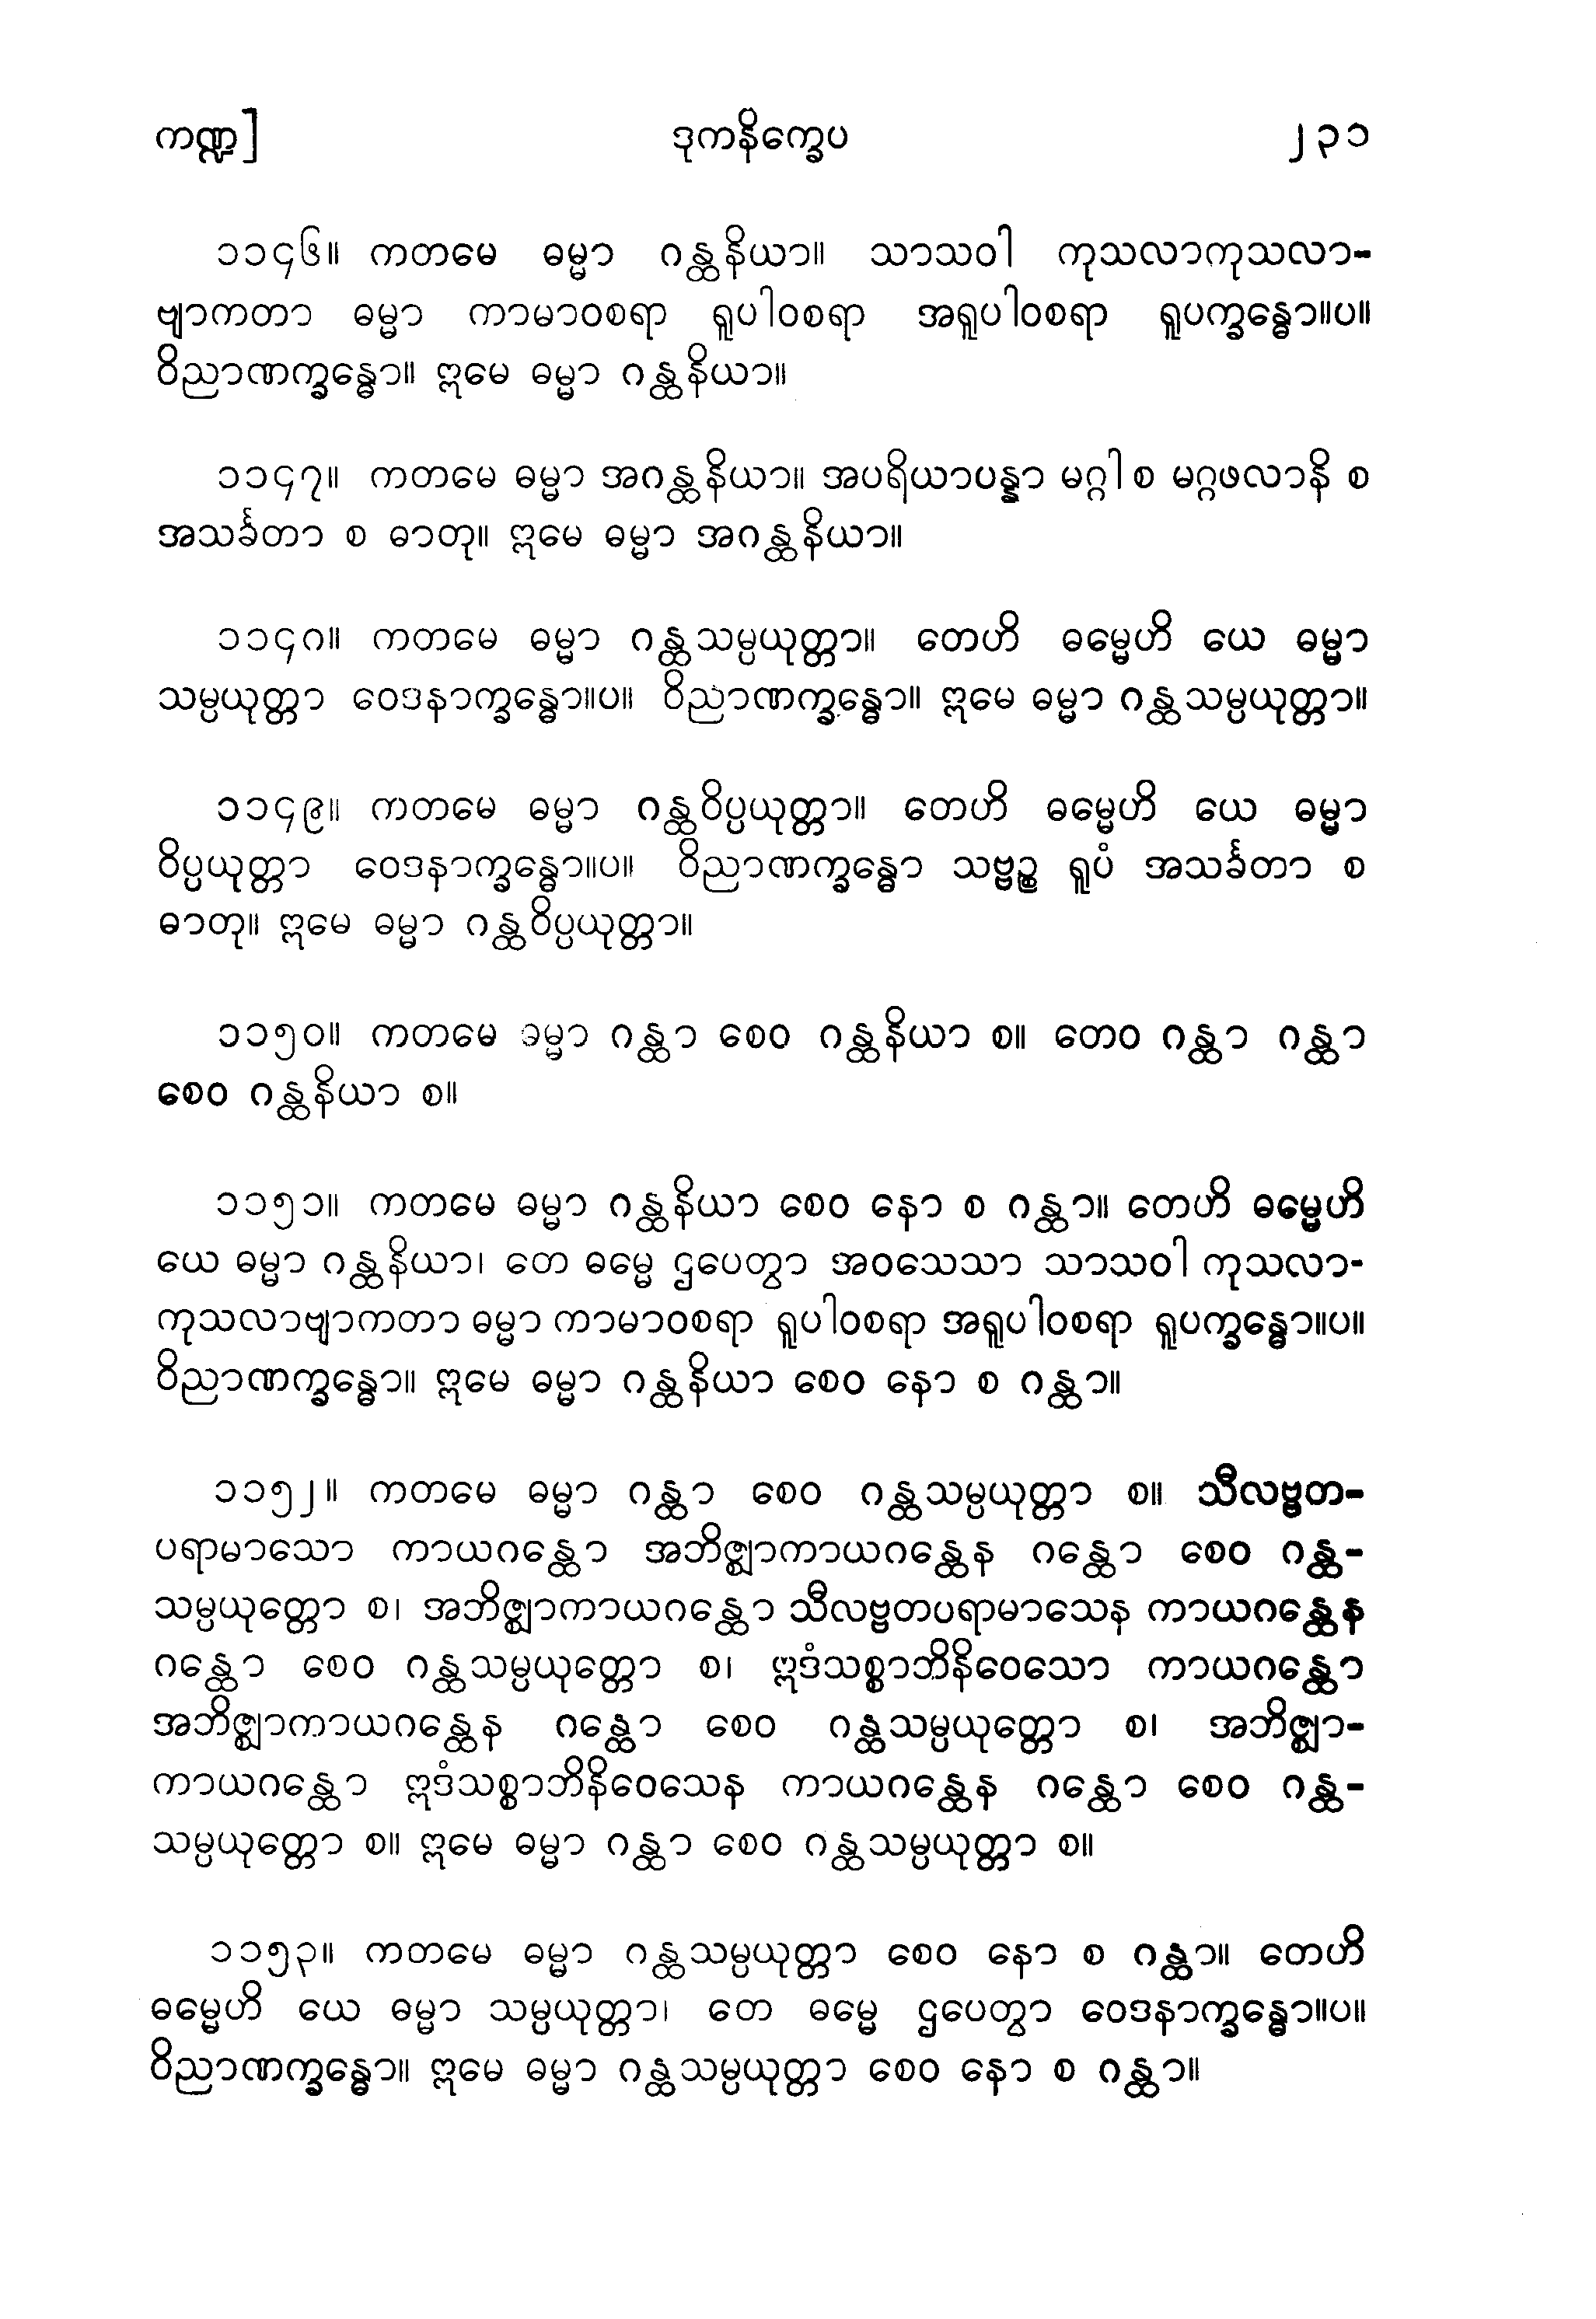 ကဏ္ဍ] ဒုကနိက္ခေပ ၂၃၁
၁၁၄၆။ ကတမေ ဓမ္မာ ဂန္ထနိယာ။ သာသဝါ ကုသလာကုသလာ-
ဗျာကတာ ဓမ္မာ ကာမာဝစရာ ရူပါဝစရာ အရူပါဝစရာ ရူပက္ခန္ဓော။ပ။
ဝိညာဏက္ခန္ဓော။ ဣမေ ဓမ္မာ ဂန္ထနိယာ။
၁၁၄၇။ ကတမေ ဓမ္မာ အဂန္ထနိယာ။ အပရိယာပန္နာ မဂ္ဂါ စ မဂ္ဂဖလာနိ စ
အသင်္ခတာ စ ဓာတု။ ဣမေ ဓမ္မာ အဂန္ထနိယာ။
၁၁၄၈။ ကတမေ ဓမ္မာ ဂန္ထသမ္ပယုတ္တာ။ တေဟိ ဓမ္မေဟိ ယေ ဓမ္မာ
သမ္ပယုတ္တာ ဝေဒနာက္ခန္ဓော။ပ။ ဝိညာဏက္ခန္ဓော။ ဣမေ ဓမ္မာ ဂန္ထသမ္ပယုတ္တာ။
၁၁၄၉။ ကတမေ ဓမ္မာ ဂန္ထဝိပ္ပယုတ္တာ။ တေဟိ ဓမ္မေဟိ ယေ ဓမ္မာ
ဝိပ္ပယုတ္တာ ဝေဒနာက္ခန္ဓော။ပ။ ဝိညာဏက္ခန္ဓော သဗ္ဗဉ္စ ရူပံ အသင်္ခတာ စ
ဓာတု။ ဣမေ ဓမ္မာ ဂန္ထဝိပ္ပယုတ္တာ။
၁၁၅၀။ ကတမေ ဓမ္မာ ဂန္ထာ စေဝ ဂန္ထနိယာ စ။ တေဝ ဂန္ထာ ဂန္ထာ
စေဝ ဂန္ထနိယာ စ။
၁၁၅၁။ ကတမေ ဓမ္မာ ဂန္ထနိယာ စေဝ နော စ ဂန္ထာ။ တေဟိ ဓမ္မေဟိ
ယေ ဓမ္မာ ဂန္ထနိယာ၊ တေ ဓမ္မေ ဌပေတွာ အဝသေသာ သာသဝါ ကုသလာ-
ကုသလာဗျာကတာ ဓမ္မာ ကာမာဝစရာ ရူပါဝစရာ အရူပါဝစရာ ရူပက္ခန္ဓော။ပ။
ဝိညာဏက္ခန္ဓော။ ဣမေ ဓမ္မာ ဂန္ထနိယာ စေဝ နော စ ဂန္ထာ။
၁၁၅၂။ ကတမေ ဓမ္မာ ဂန္ထာ စေဝ ဂန္ထသမ္ပယုတ္တာ စ။ သီလဗ္ဗတ-
ပရာမာသော ကာယဂန္ထော အဘိဇ္ဈာကာယဂန္ထေန ဂန္ထော စေဝ ဂန္ထ-
သမ္ပယုတ္တော စ၊ အဘိဇ္ဈာကာယဂန္ထော သီလဗ္ဗတပရာမာသေန ကာယဂန္ထေန
ဂန္ထော စေဝ ဂန္ထသမ္ပယုတ္တော စ၊ ဣဒံသစ္စာဘိနိဝေသော ကာယဂန္ထော
အဘိဇ္ဈာကာယဂန္ထေန ဂန္ထော စေဝ ဂန္ထသမ္ပယုတ္တော စ၊ အဘိဇ္ဈာ-
ကာယဂန္ထော ဣဒံသစ္စာဘိနိဝေသေန ကာယဂန္ထေန ဂန္ထော စေဝ ဂန္ထ-
သမ္ပယုတ္တော စ။ ဣမေ ဓမ္မာ ဂန္ထာ စေဝ ဂန္ထသမ္ပယုတ္တာ စ။
၁၁၅၃။ ကတမေ ဓမ္မာ ဂန္ထသမ္ပယုတ္တာ စေဝ နော စ ဂန္ထာ။ တေဟိ
ဓမ္မေဟိ ယေ ဓမ္မာ သမ္ပယုတ္တာ၊ တေ ဓမ္မေ ဌပေတွာ ဝေဒနာက္ခန္ဓော။ပ။
ဝိညာဏက္ခန္ဓော။ ဣမေ ဓမ္မာ ဂန္ထသမ္ပယုတ္တာ စေဝ နော စ ဂန္ထာ။